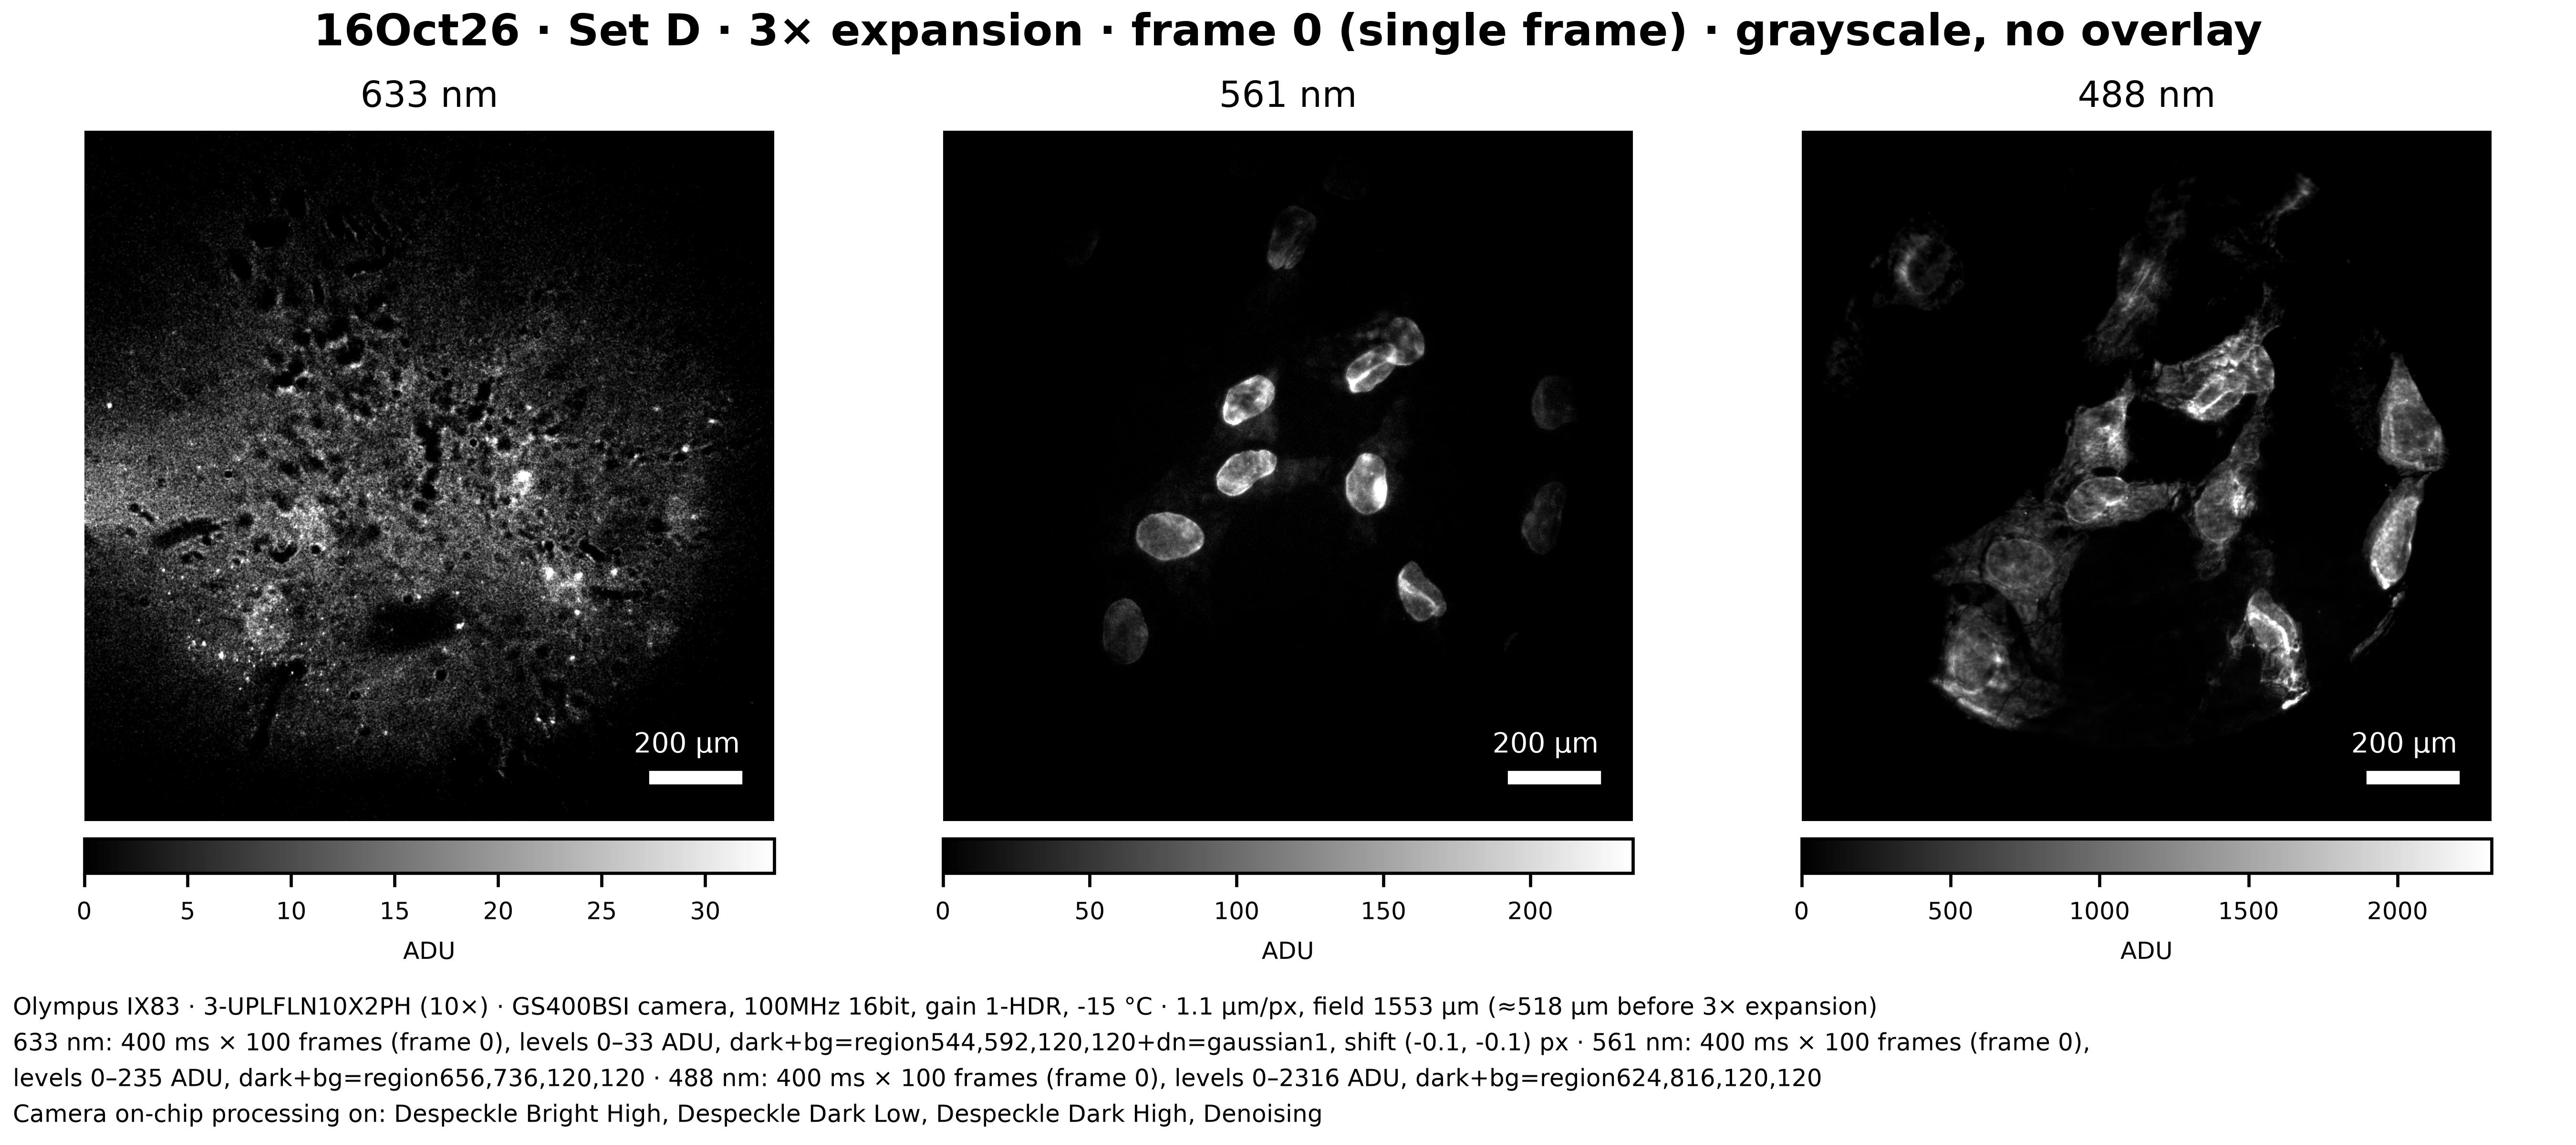 16Oct26 · Set D · 3× expansion · frame 0 (single frame) · grayscale, no overlay
633 nm
561 nm
488 nm
200 µm
200 µm
200 µm
0 5 10 15 20 25 30
0 50 100 150 200
0 500 1000 1500 2000
ADU
ADU
ADU
Olympus IX83 · 3-UPLFLN10X2PH (10×) · GS400BSI camera, 100MHz 16bit, gain 1-HDR, -15 °C · 1.1 µm/px, field 1553 µm (≈518 µm before 3× expansion)
633 nm: 400 ms × 100 frames (frame 0), levels 0–33 ADU, dark+bg=region544,592,120,120+dn=gaussian1, shift (-0.1, -0.1) px · 561 nm: 400 ms × 100 frames (frame 0),
levels 0–235 ADU, dark+bg=region656,736,120,120 · 488 nm: 400 ms × 100 frames (frame 0), levels 0–2316 ADU, dark+bg=region624,816,120,120
Camera on-chip processing on: Despeckle Bright High, Despeckle Dark Low, Despeckle Dark High, Denoising